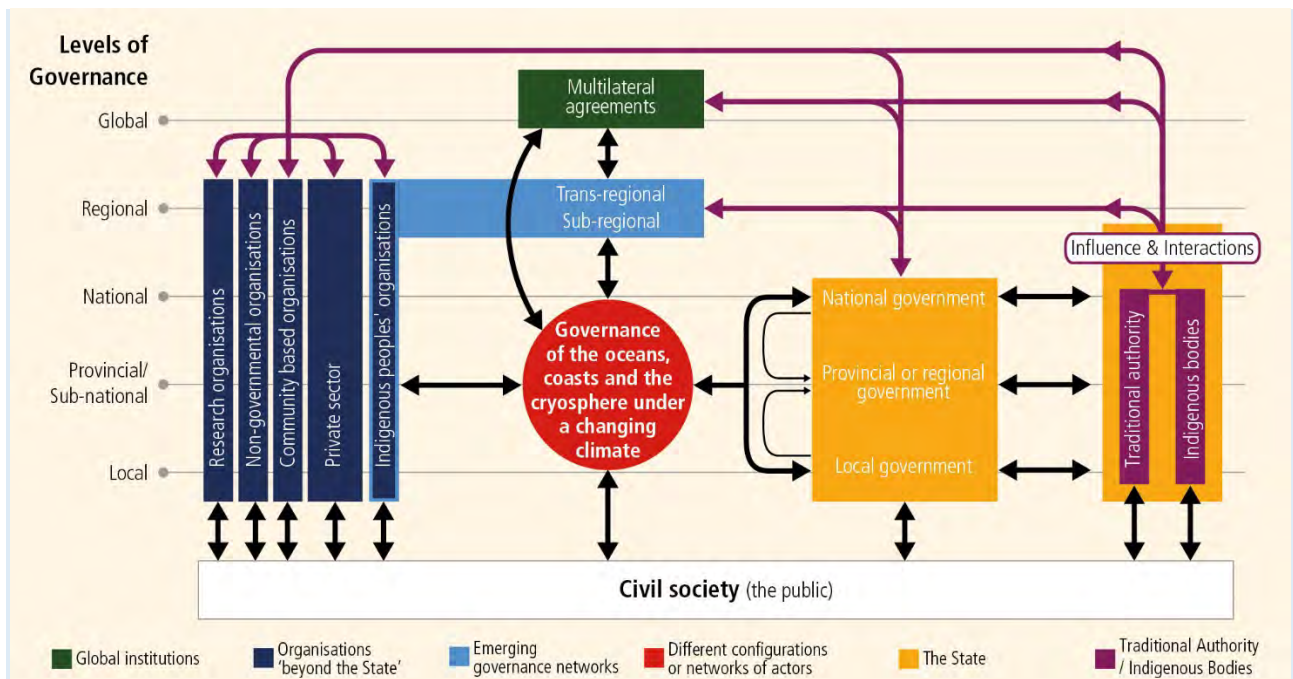 Levels of
Governance
Global
Regional
National
Provincial/
Sub-national
Local
Research organisations
Non-governmental organisations
Community based organisations
Private sector
Indigenous peoples' organisations
Multilateral
agreements
Trans-regional
Sub-regional
Governance
of the oceans,
coasts and the
cryosphere under
a changing
climate
National government
Provincial or regional
government
Local government
Influence & Interactions
Traditional authority
Indigenous bodies
Civil society (the public)
Global institutions
Organisations
'beyond the State'
Emerging
governance networks
Different configurations
or networks of actors
The State
Traditional Authority
/ Indigenous Bodies